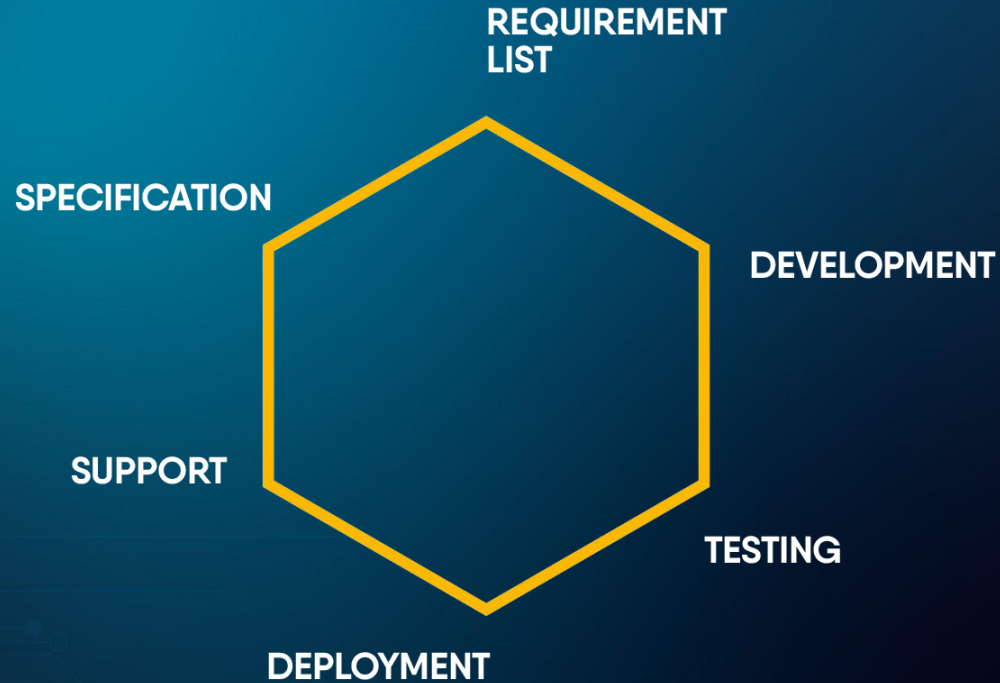 REQUIREMENT
LIST
SPECIFICATION
DEVELOPMENT
SUPPORT
TESTING
DEPLOYMENT